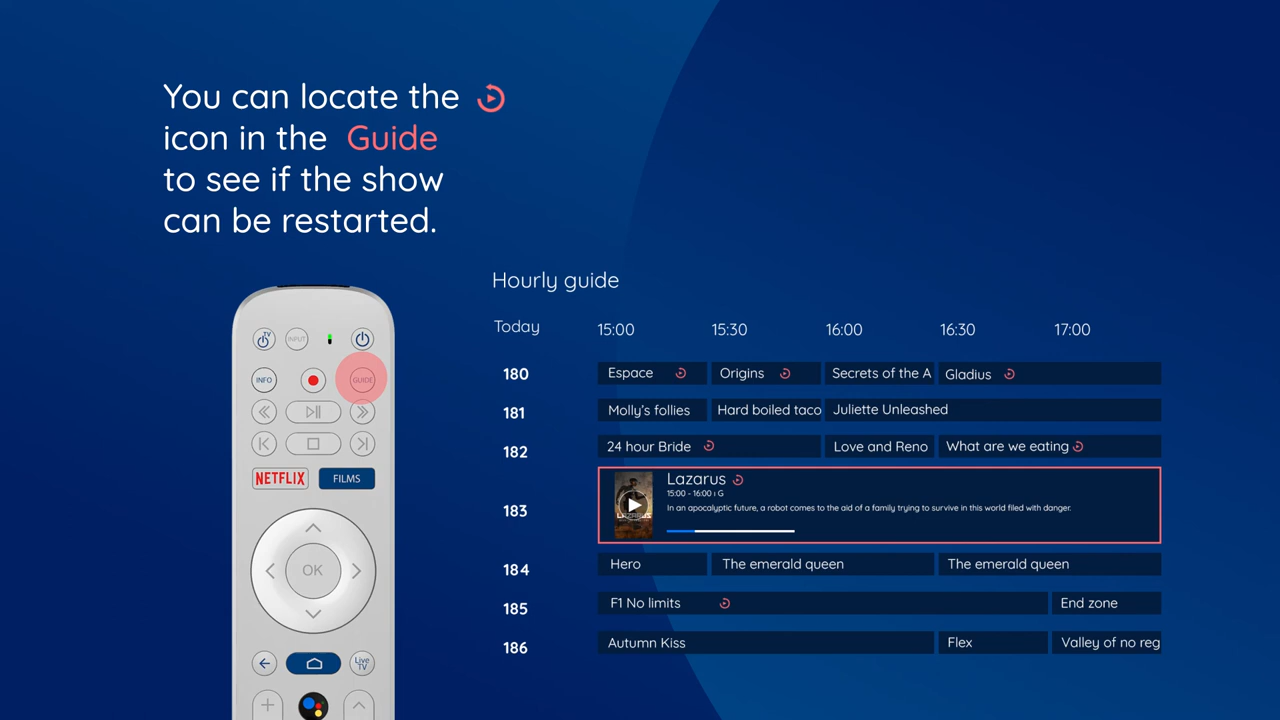 You can locate the
icon in the Guide
to see if the show
can be restarted.
Hourly guide
Today 15:00 15:30 16:00 16:30 17:00
180 Espace Origins Secrets of the A Gladius
181 Molly's follies Hard boiled taco Juliette Unleashed
182 24 hour Bride Love and Reno What are we eating
183 Lazarus
15:00 - 16:00 I G
In an apocalyptic future, a robot comes to the aid of a family trying to survive in this world filed with danger.
LAZARUS
184 Hero The emerald queen The emerald queen
185 F1 No limits End zone
186 Autumn Kiss Flex Valley of no reg
TV INPUT
INFO GUIDE
NETFLIX FILMS
OK
Live
TV